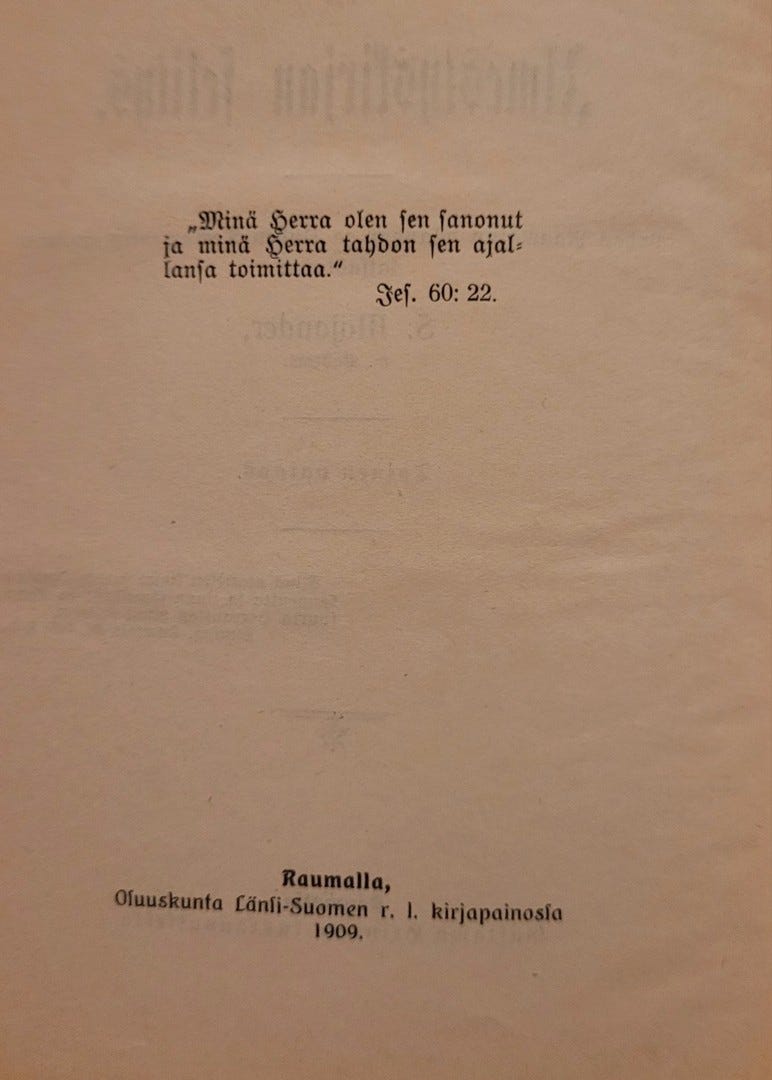 „Minä Herra olen sen sanonut
ja minä Herra tahdon sen ajal-
lansa toimittaa.“
Jes. 60: 22.
Raumalla,
Osuuskunta Länsi-Suomen r. l. kirjapainossa
1909.